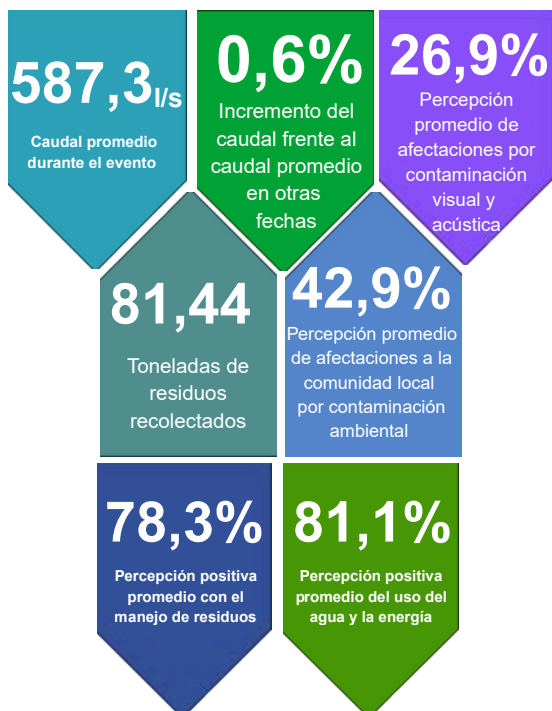 587,3l/s
Caudal promedio
durante el evento
0,6%
Incremento del
caudal frente al
caudal promedio
en otras
fechas
26,9%
Percepción
promedio de
afectaciones por
contaminación
visual y
acústica
81,44
Toneladas de
residuos
recolectados
42,9%
Percepción promedio
de afectaciones a la
comunidad local
por contaminación
ambiental
78,3%
Percepción positiva
promedio con el
manejo de residuos
81,1%
Percepción positiva
promedio del uso del
agua y la energía